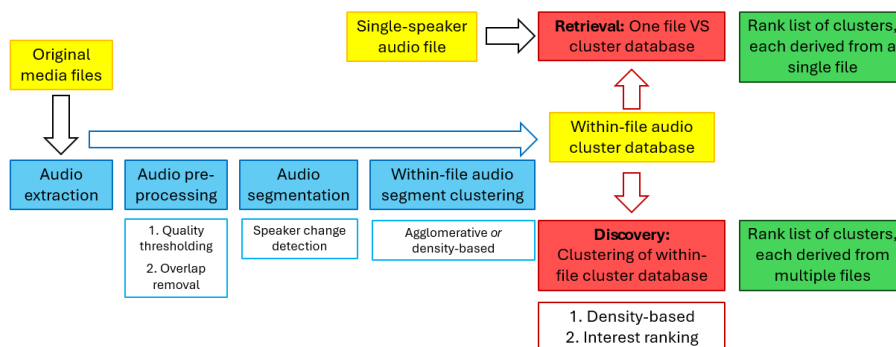 Original
media files
Single-speaker
audio file
Retrieval: One file VS
cluster database
Rank list of clusters,
each derived from a
single file
Within-file audio
cluster database
Audio
extraction
Audio pre-
processing
Audio
segmentation
Within-file audio
segment clustering
1. Quality
thresholding
2. Overlap
removal
Speaker change
detection
Agglomerative or
density-based
Discovery:
Clustering of within-
file cluster database
Rank list of clusters,
each derived from
multiple files
1. Density-based
2. Interest ranking